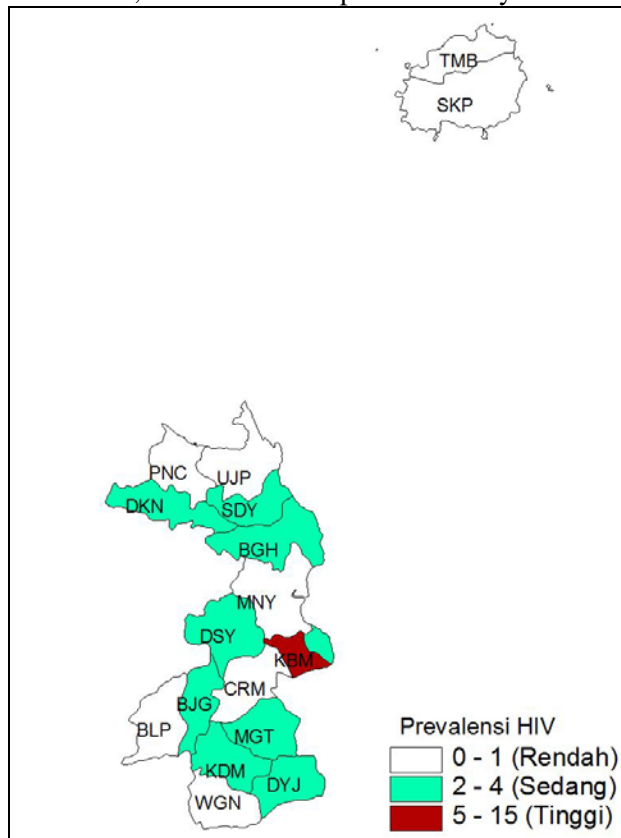 TMB
SKP
PNC
UJP
DKN
SDY
BGH
MNY
DSY
KBM
CRM
BJG
BLP
MGT
KDM
DYJ
WGN
Prevalensi HIV
0 - 1 (Rendah)
2 - 4 (Sedang)
5 - 15 (Tinggi)